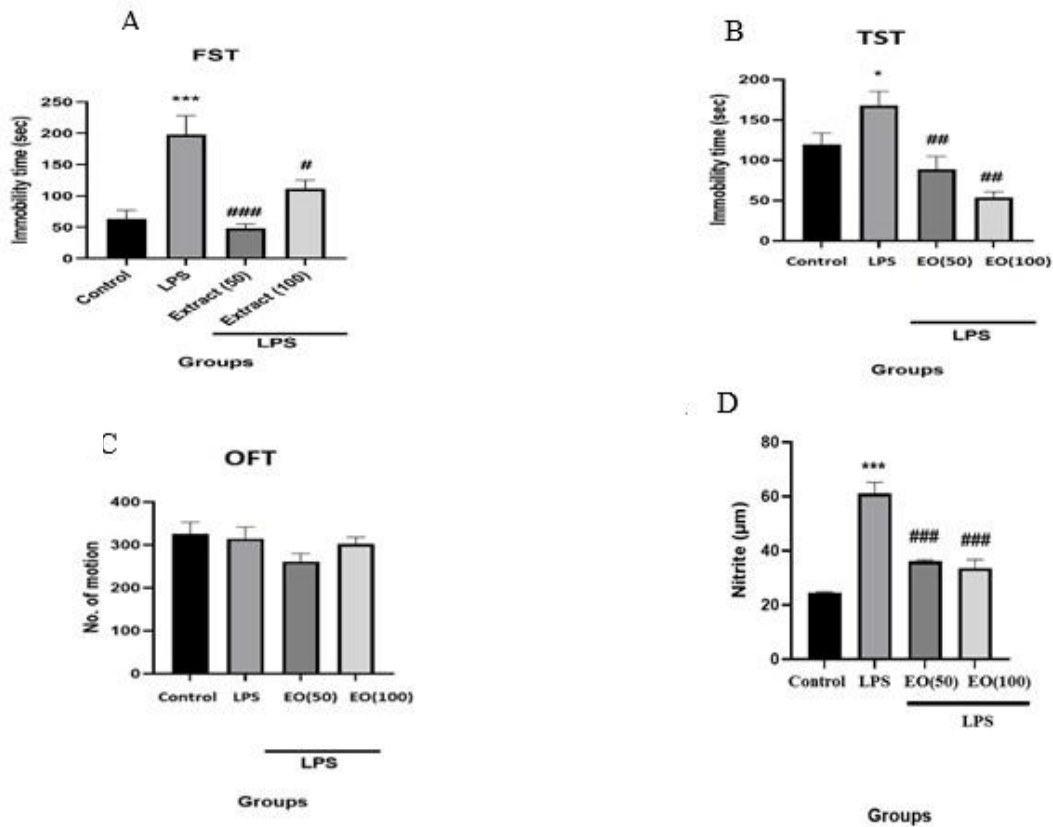 A
FST
***
#
###
250
200
150
100
50
0
Immobility time (sec)
Control
LPS
Extract (50)
Extract (100)
LPS
Groups
B
TST
*
##
##
200
150
100
50
0
Immobility time (sec)
Control LPS EO(50) EO(100)
LPS
Groups
C
OFT
400
300
200
100
0
No. of motion
Control LPS EO(50) EO(100)
LPS
Groups
D
***
### ###
80
60
40
20
0
Nitrite (µm)
Control LPS EO(50) EO(100)
LPS
Groups